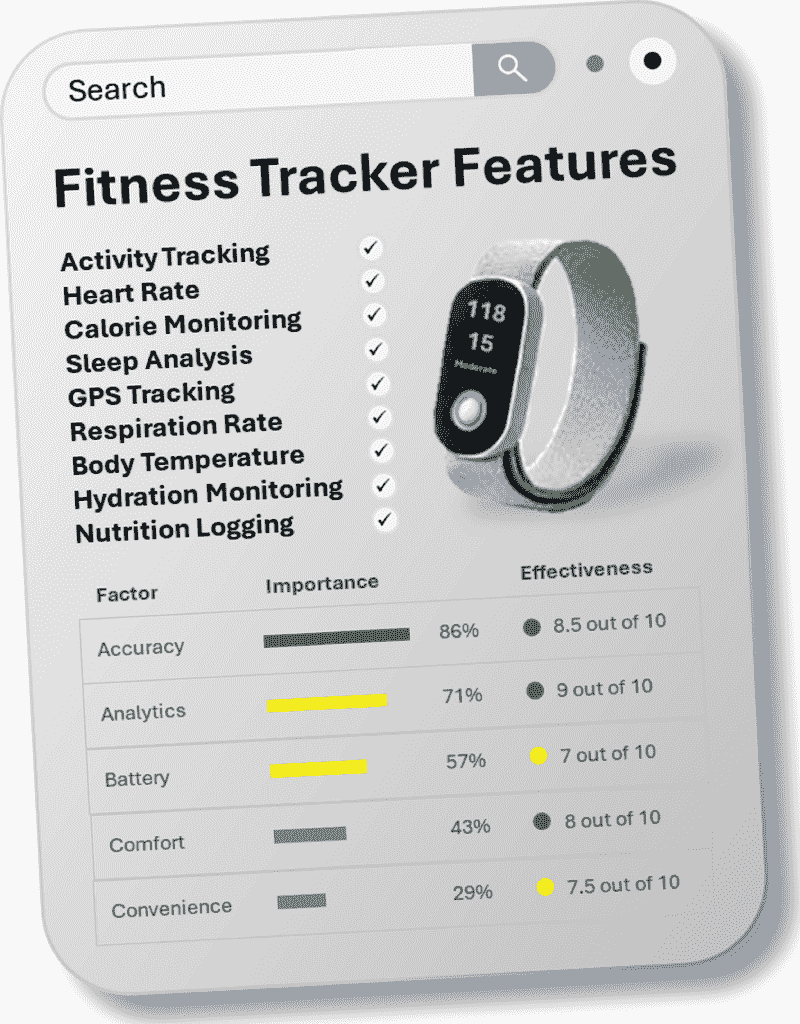 Search
Fitness Tracker Features
Activity Tracking
Heart Rate
Calorie Monitoring
Sleep Analysis
GPS Tracking
Respiration Rate
Body Temperature
Hydration Monitoring
Nutrition Logging
118
15
Moderate
Factor Importance Effectiveness
Accuracy 86% 8.5 out of 10
Analytics 71% 9 out of 10
Battery 57% 7 out of 10
Comfort 43% 8 out of 10
Convenience 29% 7.5 out of 10